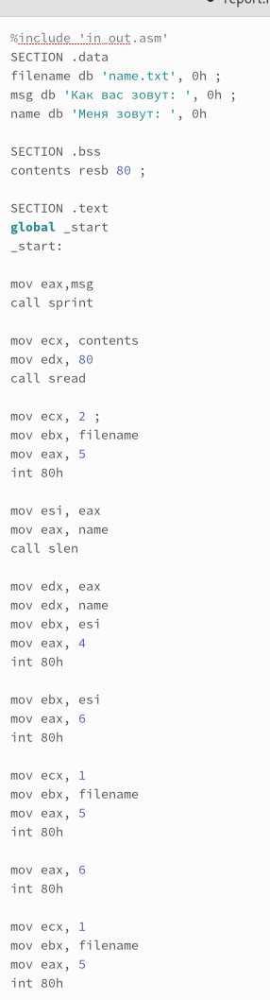 report.
%include 'in_out.asm'
SECTION .data
filename db 'name.txt', 0h ;
msg db 'Как вас зовут: ', 0h ;
name db 'Меня зовут: ', 0h
SECTION .bss
contents resb 80 ;
SECTION .text
global _start
_start:
mov eax,msg
call sprint
mov ecx, contents
mov edx, 80
call sread
mov ecx, 2 ;
mov ebx, filename
mov eax, 5
int 80h
mov esi, eax
mov eax, name
call slen
mov edx, eax
mov edx, name
mov ebx, esi
mov eax, 4
int 80h
mov ebx, esi
mov eax, 6
int 80h
mov ecx, 1
mov ebx, filename
mov eax, 5
int 80h
mov eax, 6
int 80h
mov ecx, 1
mov ebx, filename
mov eax, 5
int 80h